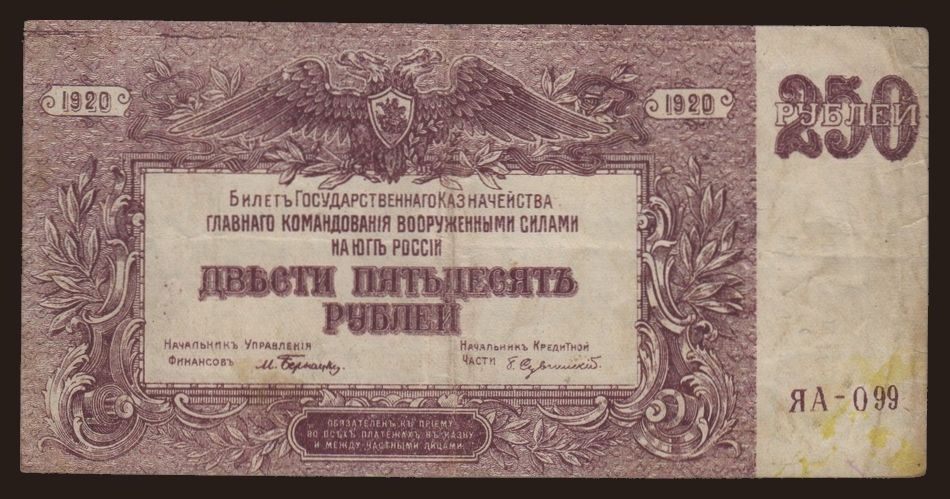 1920
1920
250
РУБЛЕЙ
БИЛЕТЪ ГОСУДАРСТВЕННАГО КАЗНАЧЕЙСТВА
ГЛАВНАГО КОМАНДОВАНІЯ ВООРУЖЕННЫМИ СИЛАМИ
НА ЮГѢ РОССІИ
ДВѢСТИ ПЯТЬДЕСЯТЪ
РУБЛЕЙ
НАЧАЛЬНИКЪ УПРАВЛЕНІЯ
ФИНАНСОВЪ
НАЧАЛЬНИКЪ КРЕДИТНОЙ
ЧАСТИ
ЯА-099
ОБЯЗАТЕЛЕНЪ КЪ ПРІЕМУ
ВО ВСѢХЪ ПЛАТЕЖАХЪ ВЪ КАЗНУ
И МЕЖДУ ЧАСТНЫМИ ЛИЦАМИ